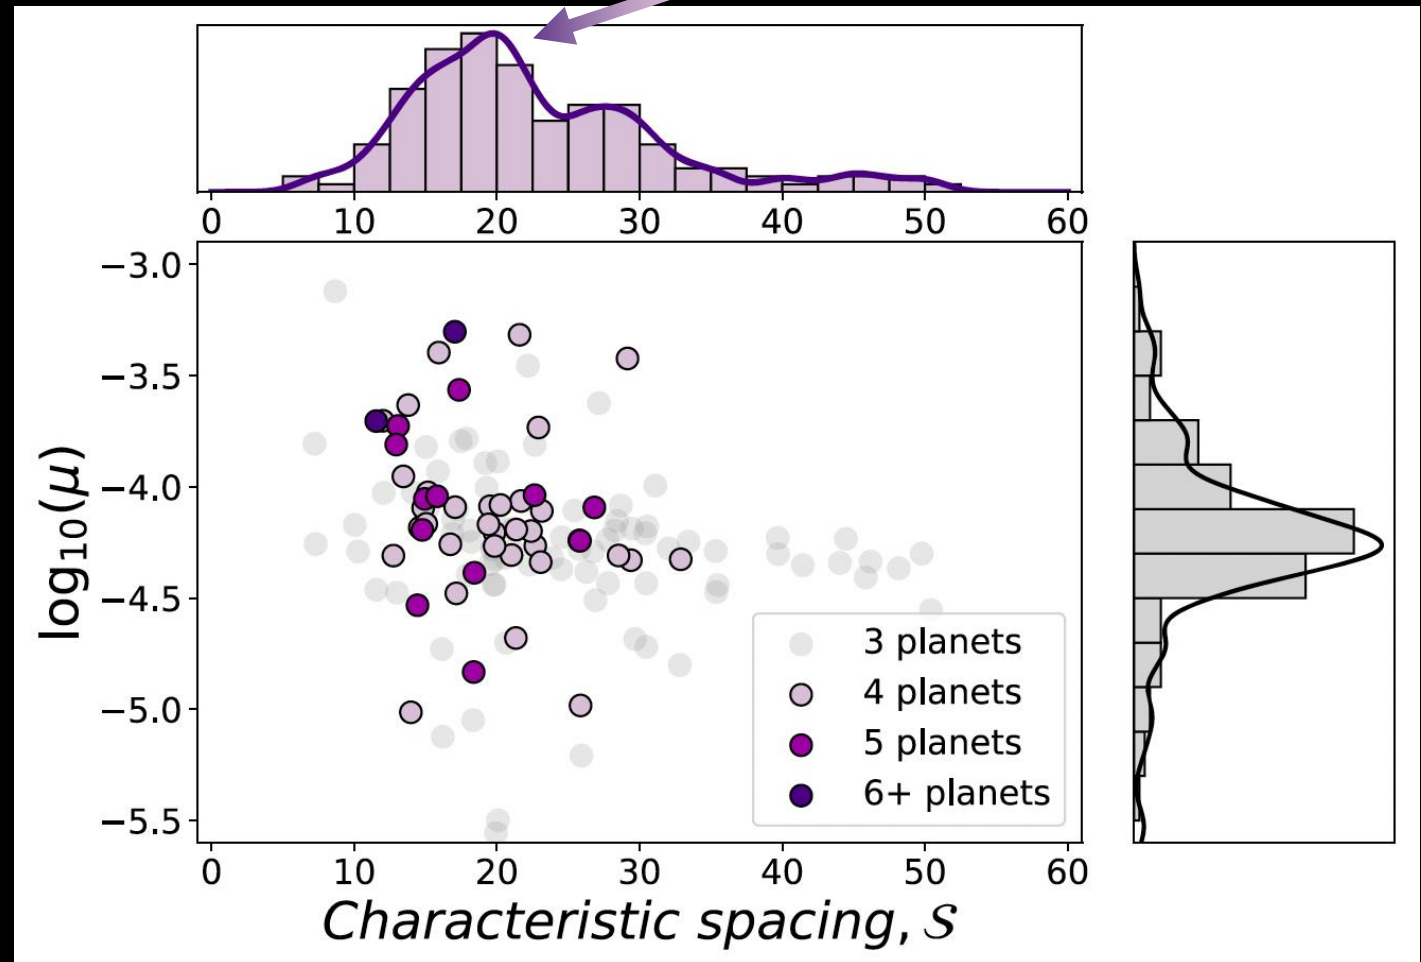 0 10 20 30 40 50 60
−3.0
−3.5
−4.0
−4.5
−5.0
−5.5
log₁₀(μ)
3 planets
4 planets
5 planets
6+ planets
0 10 20 30 40 50 60
Characteristic spacing, S